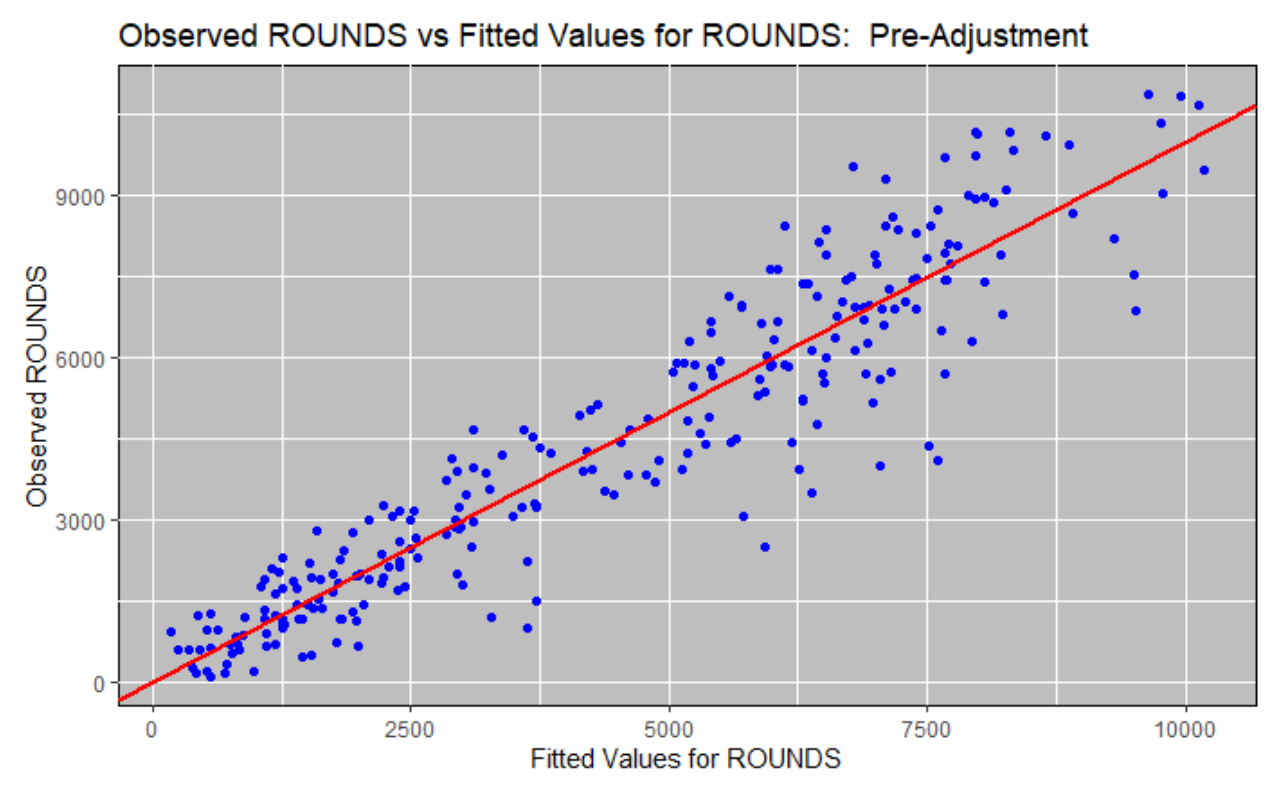 Observed ROUNDS vs Fitted Values for ROUNDS:  Pre-Adjustment
Observed ROUNDS
9000
6000
3000
0
0 2500 5000 7500 10000
Fitted Values for ROUNDS